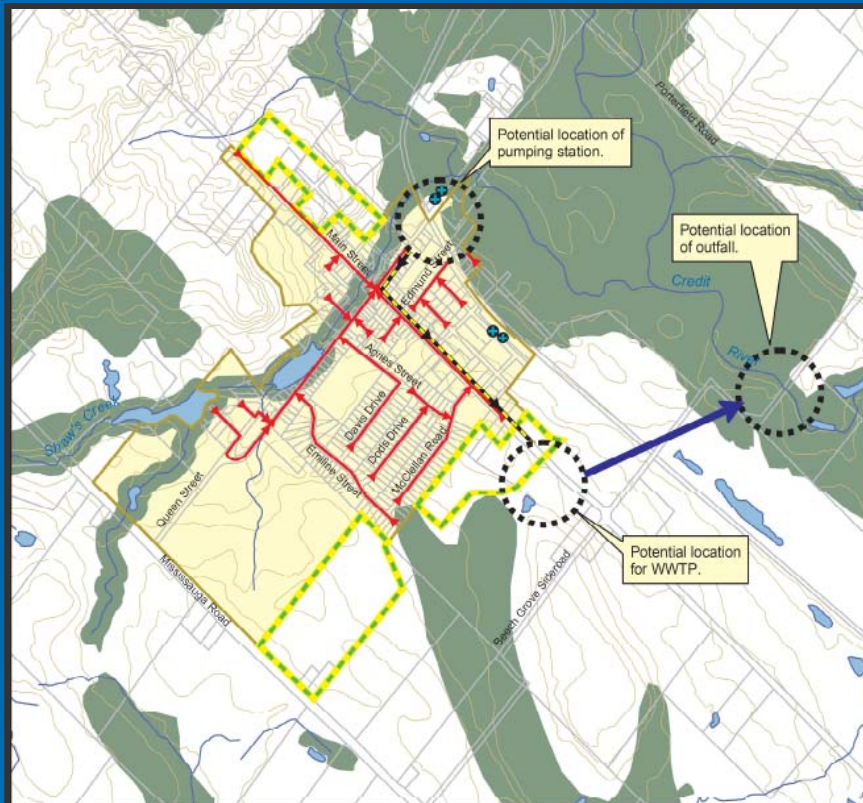 Porterfield Road
Potential location of
pumping station.
Potential location
of outfall.
Main Street
Edmund Street
Credit
River
Agnes Street
Davis Drive
Dods Drive
McClellan Road
Emiline Street
Shaw's Creek
Queen Street
Mississauga Road
Beech Grove Sideroad
Potential location
for WWTP.